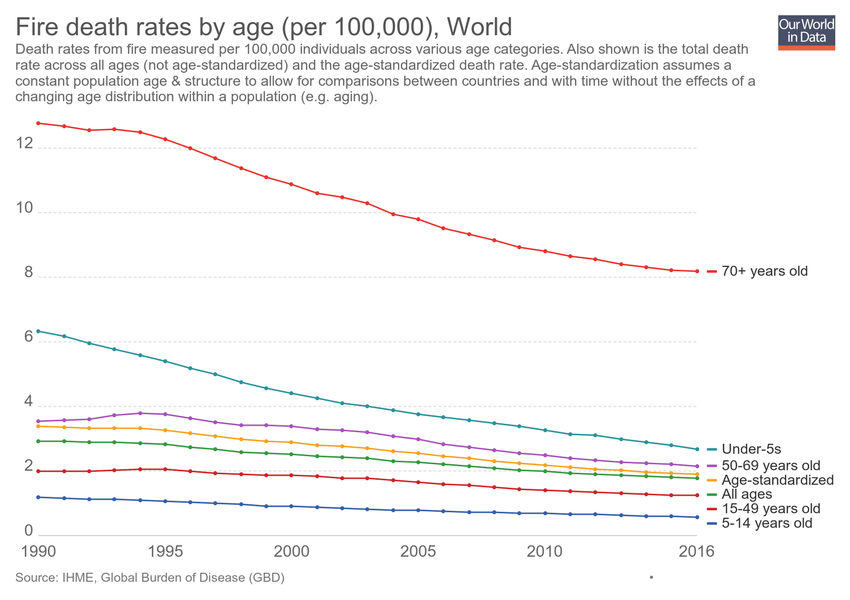 Fire death rates by age (per 100,000), World
Our World
in Data
Death rates from fire measured per 100,000 individuals across various age categories. Also shown is the total death
rate across all ages (not age-standardized) and the age-standardized death rate. Age-standardization assumes a
constant population age & structure to allow for comparisons between countries and with time without the effects of a
changing age distribution within a population (e.g. aging).
12
10
8
6
4
2
0
70+ years old
Under-5s
50-69 years old
Age-standardized
All ages
15-49 years old
5-14 years old
1990 1995 2000 2005 2010 2016
Source: IHME, Global Burden of Disease (GBD)